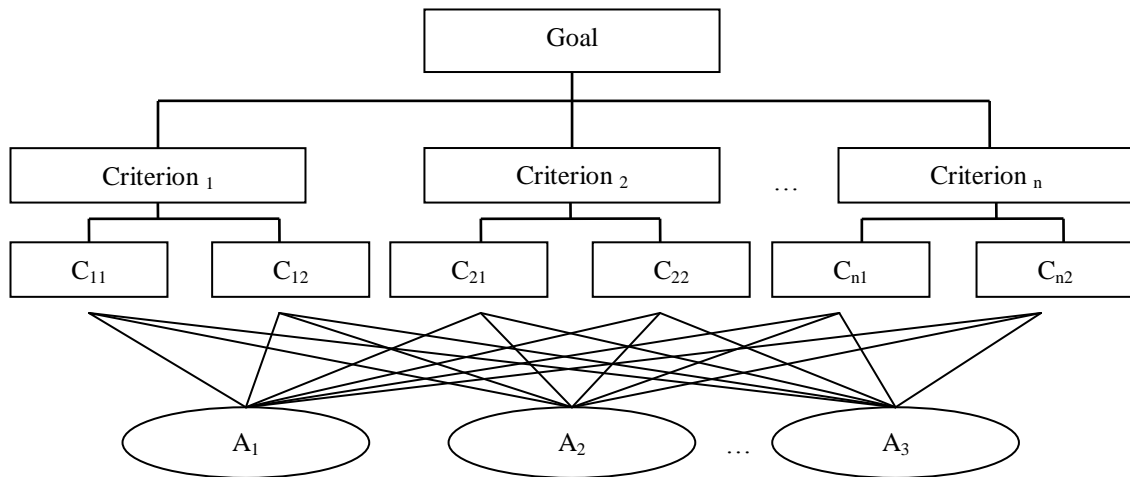 Goal
Criterion ₁
Criterion ₂
…
Criterion ₙ
C₁₁
C₁₂
C₂₁
C₂₂
Cₙ₁
Cₙ₂
A₁
A₂
…
A₃